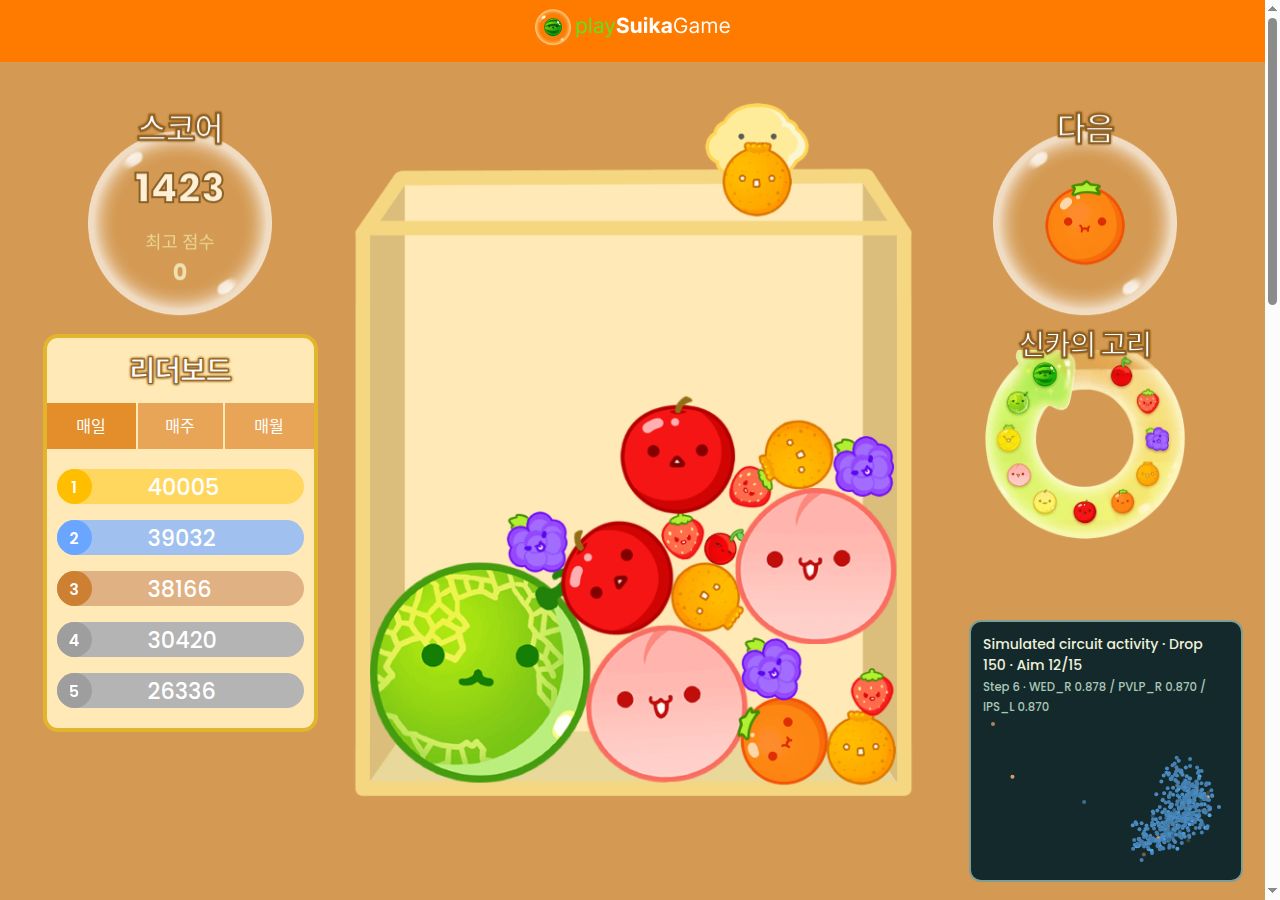 playSuikaGame
스코어
1423
최고 점수
0
다음
리더보드
매일 매주 매월
1 40005
2 39032
3 38166
4 30420
5 26336
신카의 고리
Simulated circuit activity · Drop
150 · Aim 12/15
Step 6 · WED_R 0.878 / PVLP_R 0.870 /
IPS_L 0.870